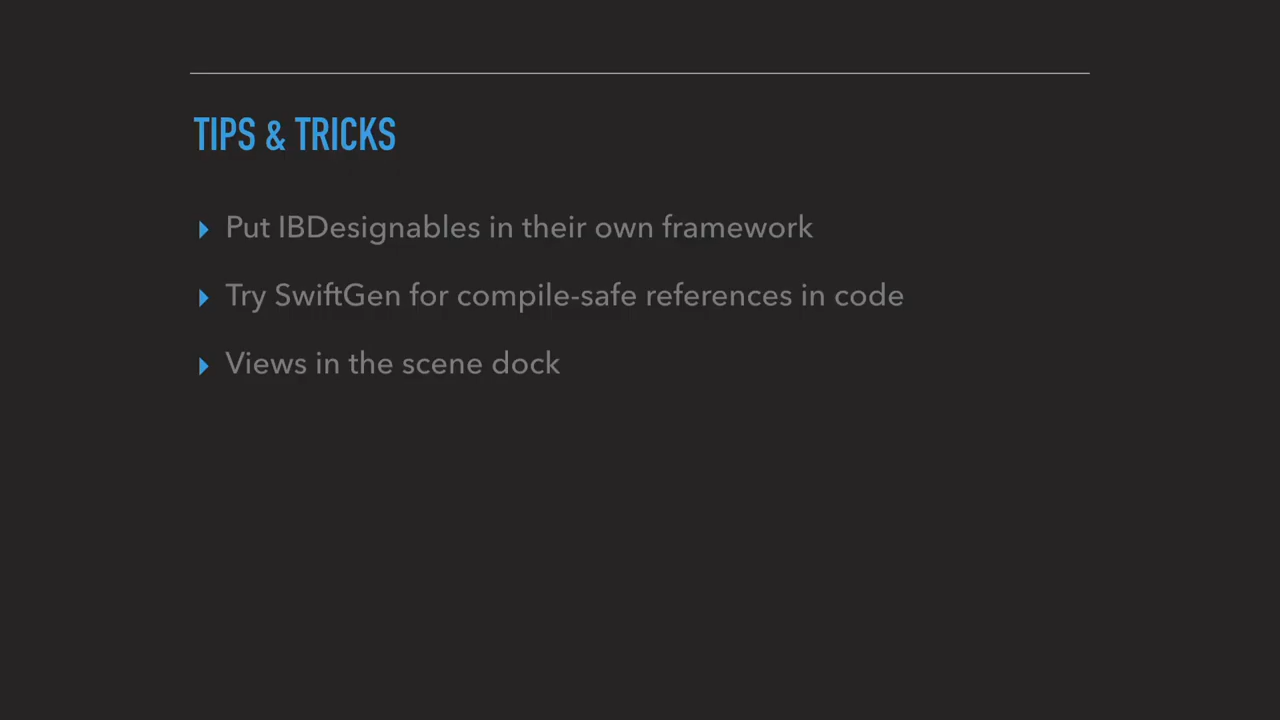 TIPS & TRICKS
Put IBDesignables in their own framework
Try SwiftGen for compile-safe references in code
Views in the scene dock